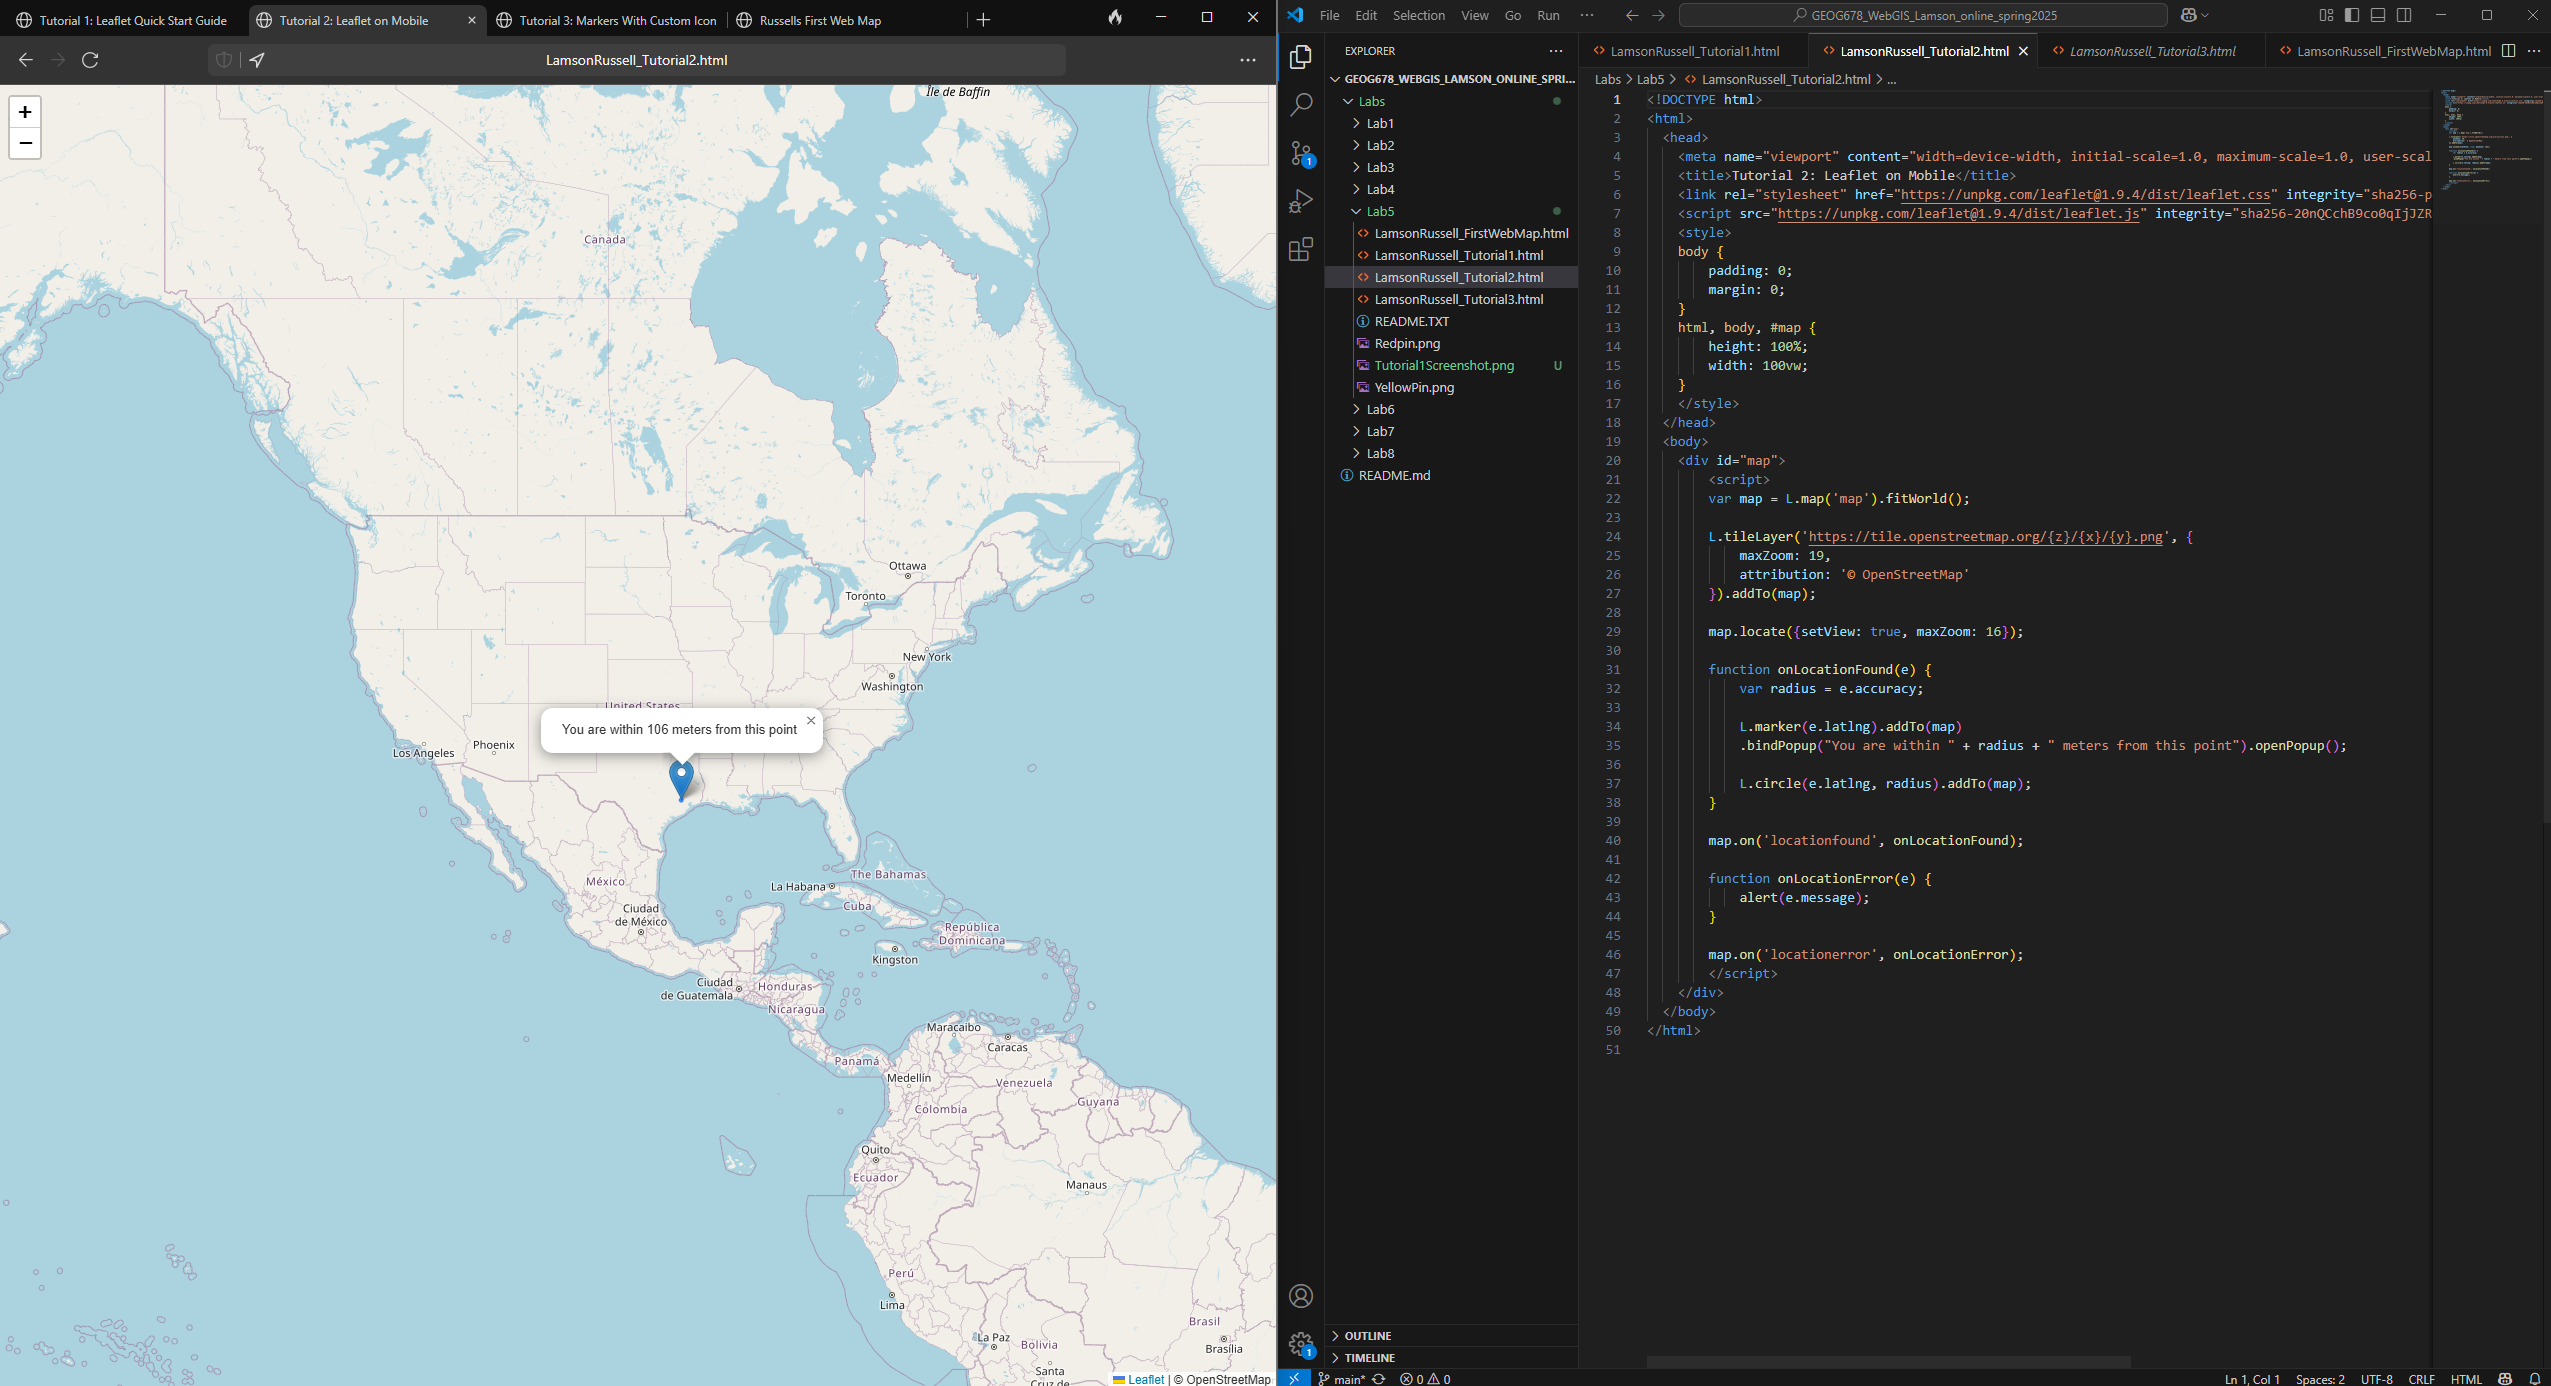 Tutorial 1: Leaflet Quick Start Guide
Tutorial 2: Leaflet on Mobile
Tutorial 3: Markers With Custom Icon
Russells First Web Map
LamsonRussell_Tutorial2.html
+
−
Île de Baffin
Canada
Ottawa
Toronto
New York
Washington
United States
You are within 106 meters from this point
×
Los Angeles
Phoenix
México
Ciudad
de México
La Habana
The Bahamas
Cuba
República
Dominicana
Kingston
Ciudad
de Guatemala
Honduras
Nicaragua
Maracaibo
Caracas
Panamá
Medellín
Venezuela
Guyana
Colombia
Quito
Ecuador
Manaus
Perú
Lima
Brasil
La Paz
Bolivia
Brasília
Santa
Cruz de
Leaflet | © OpenStreetMap
File Edit Selection View Go Run ···
GEOG678_WebGIS_Lamson_online_spring2025
EXPLORER
GEOG678_WEBGIS_LAMSON_ONLINE_SPRI...
Labs
Lab1
Lab2
Lab3
Lab4
Lab5
LamsonRussell_FirstWebMap.html
LamsonRussell_Tutorial1.html
LamsonRussell_Tutorial2.html
LamsonRussell_Tutorial3.html
README.TXT
Redpin.png
Tutorial1Screenshot.png U
YellowPin.png
Lab6
Lab7
Lab8
README.md
OUTLINE
TIMELINE
1
1
LamsonRussell_Tutorial1.html
LamsonRussell_Tutorial2.html
LamsonRussell_Tutorial3.html
LamsonRussell_FirstWebMap.html
Labs > Lab5 > LamsonRussell_Tutorial2.html > ...
1 <!DOCTYPE html>
2 <html>
3 <head>
4 <meta name="viewport" content="width=device-width, initial-scale=1.0, maximum-scale=1.0, user-scal
5 <title>Tutorial 2: Leaflet on Mobile</title>
6 <link rel="stylesheet" href="https://unpkg.com/leaflet@1.9.4/dist/leaflet.css" integrity="sha256-p
7 <script src="https://unpkg.com/leaflet@1.9.4/dist/leaflet.js" integrity="sha256-20nQCchB9co0qIjJZR
8 <style>
9 body {
10 padding: 0;
11 margin: 0;
12 }
13 html, body, #map {
14 height: 100%;
15 width: 100vw;
16 }
17 </style>
18 </head>
19 <body>
20 <div id="map">
21 <script>
22 var map = L.map('map').fitWorld();
23
24 L.tileLayer('https://tile.openstreetmap.org/{z}/{x}/{y}.png', {
25 maxZoom: 19,
26 attribution: '© OpenStreetMap'
27 }).addTo(map);
28
29 map.locate({setView: true, maxZoom: 16});
30
31 function onLocationFound(e) {
32 var radius = e.accuracy;
33
34 L.marker(e.latlng).addTo(map)
35 .bindPopup("You are within " + radius + " meters from this point").openPopup();
36
37 L.circle(e.latlng, radius).addTo(map);
38 }
39
40 map.on('locationfound', onLocationFound);
41
42 function onLocationError(e) {
43 alert(e.message);
44 }
45
46 map.on('locationerror', onLocationError);
47 </script>
48 </div>
49 </body>
50 </html>
51
main* 0 0
Ln 1, Col 1 Spaces: 2 UTF-8 CRLF HTML